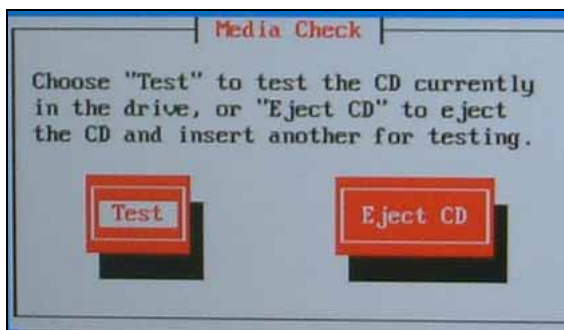 Media Check
Choose "Test" to test the CD currently
in the drive, or "Eject CD" to eject
the CD and insert another for testing.
Test
Eject CD